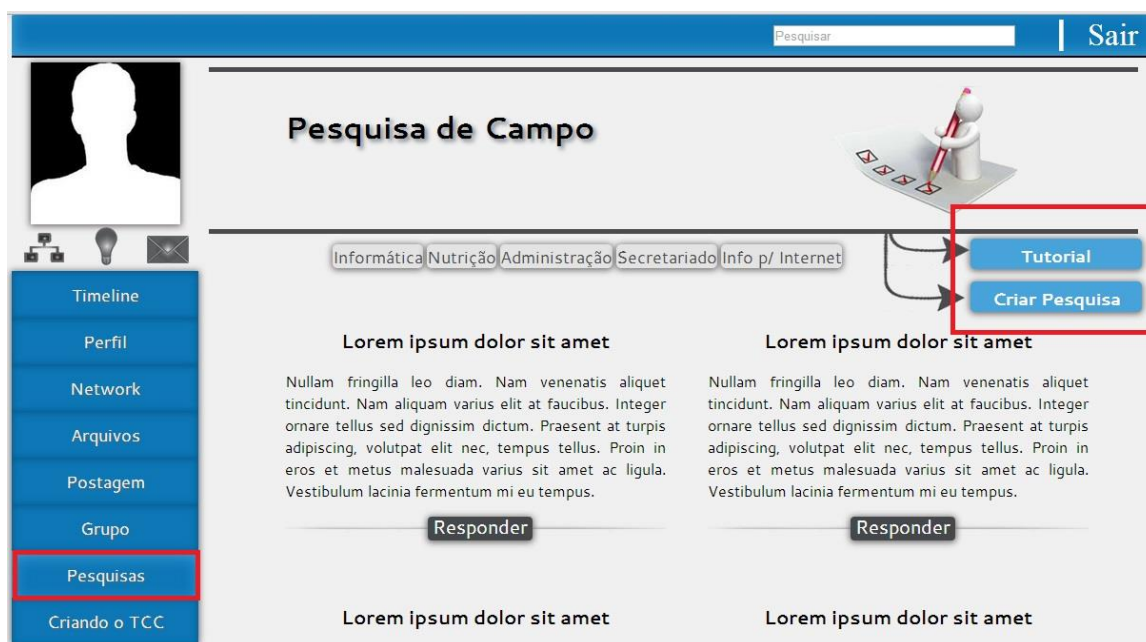 Pesquisar
Sair
Pesquisa de Campo
Informática Nutrição Administração Secretariado Info p/ Internet
Tutorial
Criar Pesquisa
Timeline
Perfil
Network
Arquivos
Postagem
Grupo
Pesquisas
Criando o TCC
Lorem ipsum dolor sit amet
Nullam fringilla leo diam. Nam venenatis aliquet
tincidunt. Nam aliquam varius elit at faucibus. Integer
ornare tellus sed dignissim dictum. Praesent at turpis
adipiscing, volutpat elit nec, tempus tellus. Proin in
eros et metus malesuada varius sit amet ac ligula.
Vestibulum lacinia fermentum mi eu tempus.
Responder
Lorem ipsum dolor sit amet
Nullam fringilla leo diam. Nam venenatis aliquet
tincidunt. Nam aliquam varius elit at faucibus. Integer
ornare tellus sed dignissim dictum. Praesent at turpis
adipiscing, volutpat elit nec, tempus tellus. Proin in
eros et metus malesuada varius sit amet ac ligula.
Vestibulum lacinia fermentum mi eu tempus.
Responder
Lorem ipsum dolor sit amet
Lorem ipsum dolor sit amet